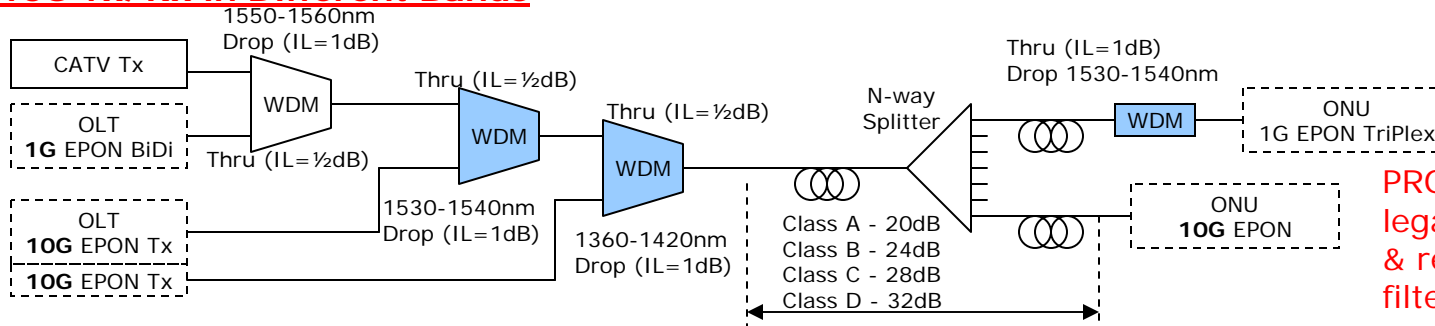 1550-1560nm
Drop (IL=1dB)
CATV Tx
OLT
1G EPON BiDi
WDM
Thru (IL=½dB)
Thru (IL=½dB)
WDM
1530-1540nm
Drop (IL=1dB)
OLT
10G EPON Tx
10G EPON Tx
Thru (IL=½dB)
WDM
1360-1420nm
Drop (IL=1dB)
Class A - 20dB
Class B - 24dB
Class C - 28dB
Class D - 32dB
N-way
Splitter
Thru (IL=1dB)
Drop 1530-1540nm
WDM
ONU
1G EPON TriPlex
ONU
10G EPON
& re